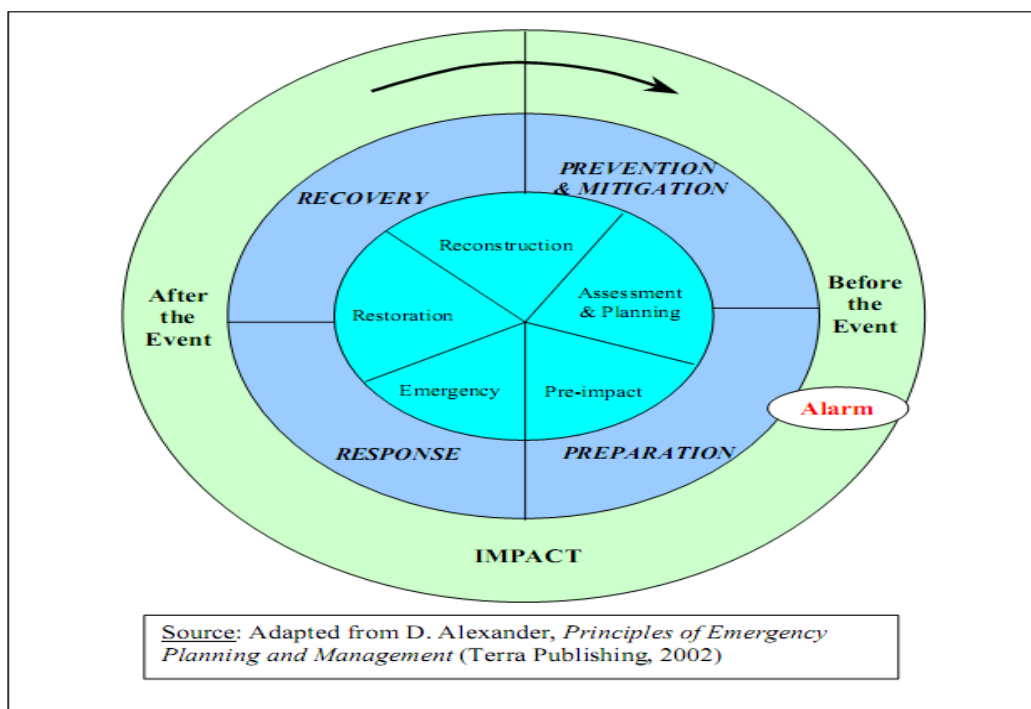 PREVENTION
& MITIGATION
RECOVERY
Reconstruction
After
the
Event
Before
the
Event
Assessment
& Planning
Restoration
Emergency
Pre-impact
Alarm
RESPONSE
PREPARATION
IMPACT
Source: Adapted from D. Alexander, Principles of Emergency
Planning and Management (Terra Publishing, 2002)